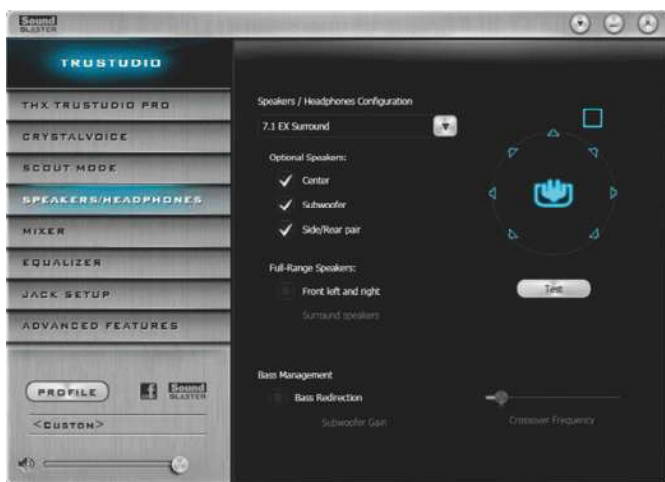 Sound
BLASTER
TRUSTUDIO
THX TRUSTUDIO PRO
CRYSTALVOICE
SCOUT MODE
SPEAKERS/HEADPHONES
MIXER
EQUALIZER
JACK SETUP
ADVANCED FEATURES
PROFILE
f
Sound
BLASTER
<CUSTOM>
Speakers / Headphones Configuration
7.1 EX Surround
Optional Speakers:
Center
Subwoofer
Side/Rear pair
Full-Range Speakers:
Front left and right
Surround speakers
Test
Bass Management
Bass Redirection
Subwoofer Gain
Crossover Frequency